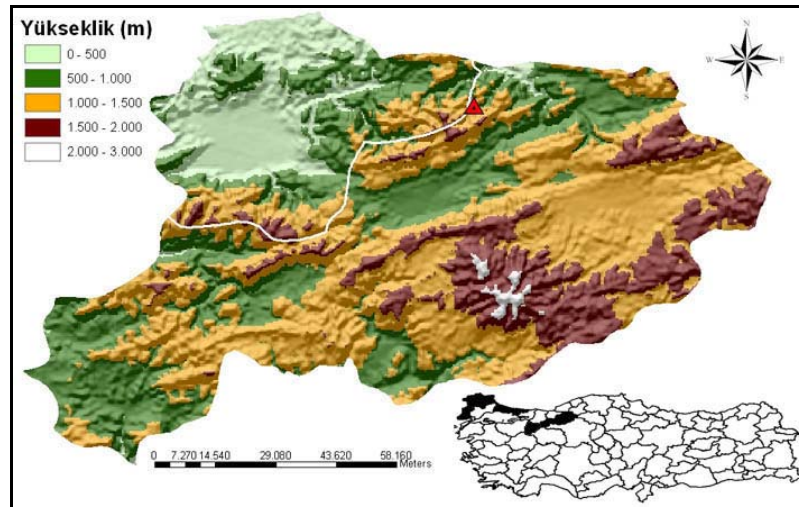 Yükseklik (m)
0 - 500
500 - 1.000
1.000 - 1.500
1.500 - 2.000
2.000 - 3.000
N
W
E
S
0 7.270 14.540 29.080 43.620 58.160
Meters